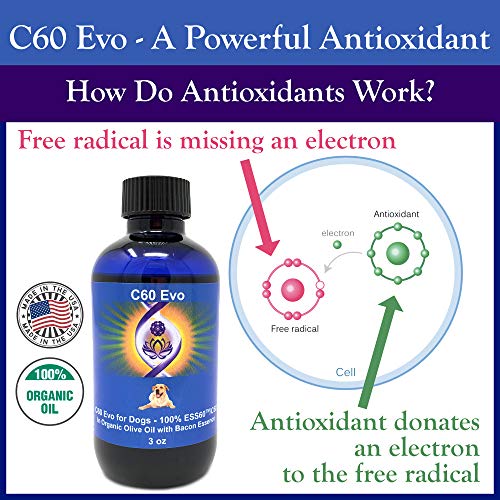 C60 Evo - A Powerful Antioxidant
How Do Antioxidants Work?
Free radical is missing an electron
electron
Antioxidant
Free radical
Cell
MADE IN THE USA
MADE IN THE USA
100%
ORGANIC
OIL
C60 Evo
C60 Evo for Dogs - 100% ESS60™
in Organic Olive Oil with Bacon Essence
3 oz
Antioxidant donates
an electron
to the free radical